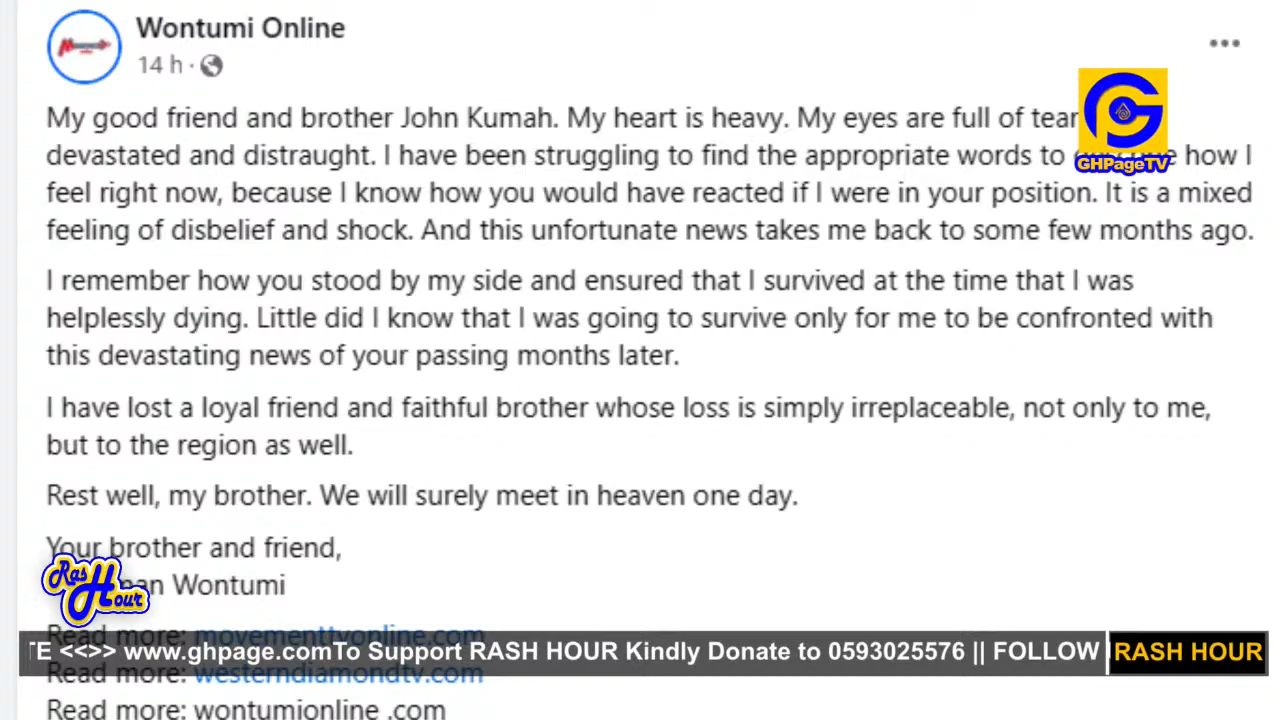 Wontumi Online
14 h ·
My good friend and brother John Kumah. My heart is heavy. My eyes are full of
devastated and distraught. I have been struggling to find the appropriate words to how I
feel right now, because I know how you would have reacted if I were in your position. It is a mixed
feeling of disbelief and shock. And this unfortunate news takes me back to some few months ago.
I remember how you stood by my side and ensured that I survived at the time that I was
helplessly dying. Little did I know that I was going to survive only for me to be confronted with
this devastating news of your passing months later.
I have lost a loyal friend and faithful brother whose loss is simply irreplaceable, not only to me,
but to the region as well.
Rest well, my brother. We will surely meet in heaven one day.
Your brother and friend,
Wontumi
Read more: movementtvonline.com
Read more: westerndiamondtv.com
Read more: wontumionline .com
GHPageTV
Rash Hour
TE <<>> www.ghpage.comTo Support RASH HOUR Kindly Donate to 0593025576 || FOLLOW
RASH HOUR